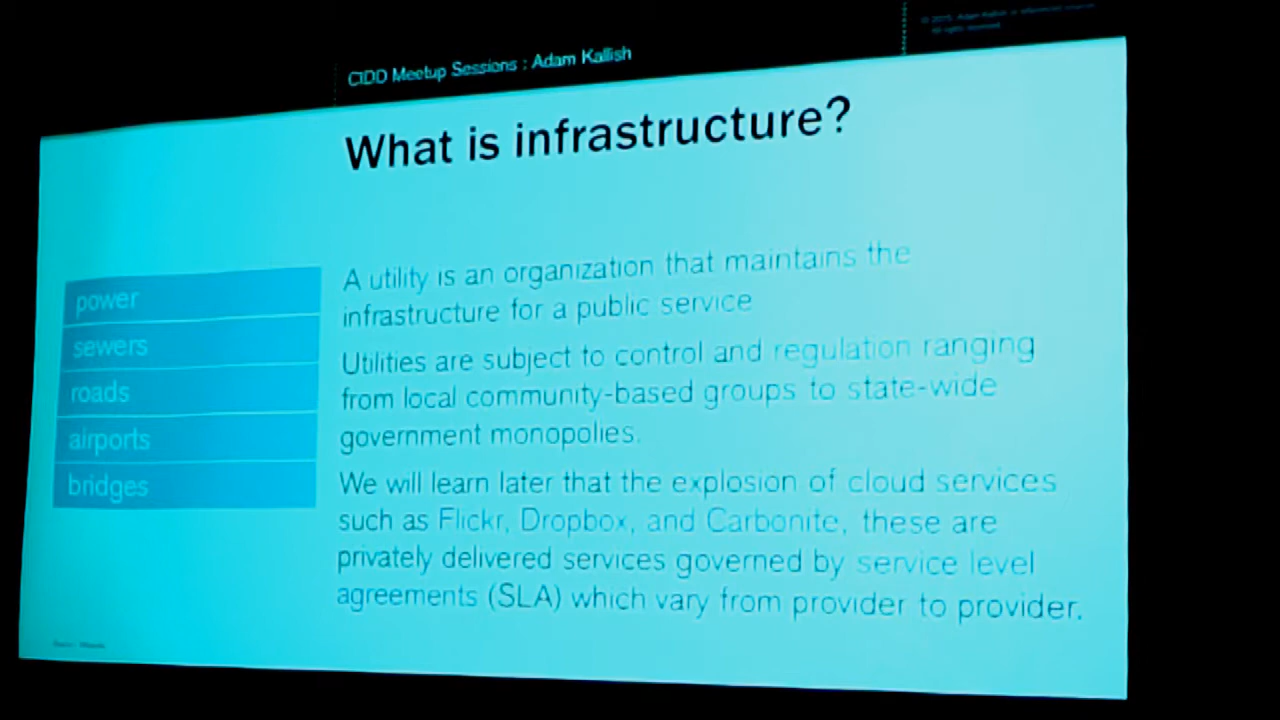 CIDD Meetup Sessions : Adam Kallish
What is infrastructure?
power
sewers
roads
airports
bridges
A utility is an organization that maintains the
infrastructure for a public service
Utilities are subject to control and regulation ranging
from local community-based groups to state-wide
government monopolies.
We will learn later that the explosion of cloud services
such as Flickr, Dropbox, and Carbonite, these are
privately delivered services governed by service level
agreements (SLA) which vary from provider to provider.